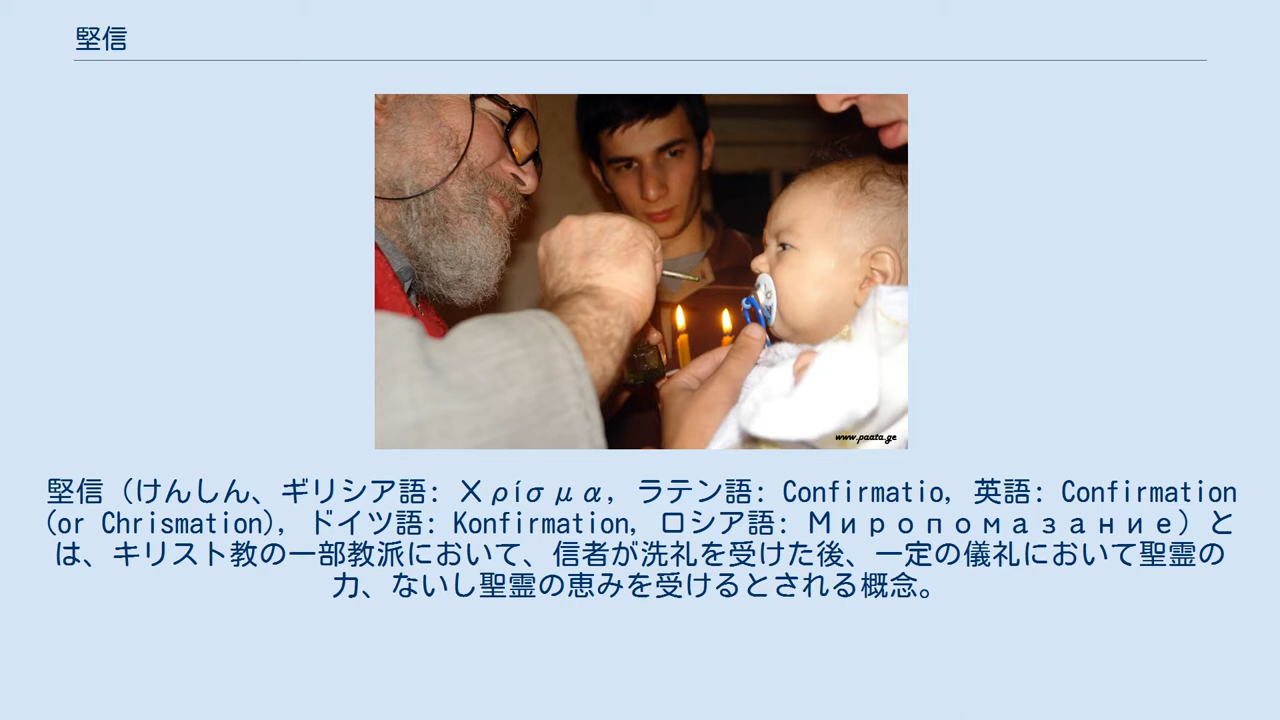 堅信
www.paata.ge
堅信（けんしん、ギリシア語: Χρίσμα, ラテン語: Confirmatio, 英語: Confirmation
(or Chrismation), ドイツ語: Konfirmation, ロシア語: Миропомазание）と
は、キリスト教の一部教派において、信者が洗礼を受けた後、一定の儀礼において聖霊の
力、ないし聖霊の恵みを受けるとされる概念。